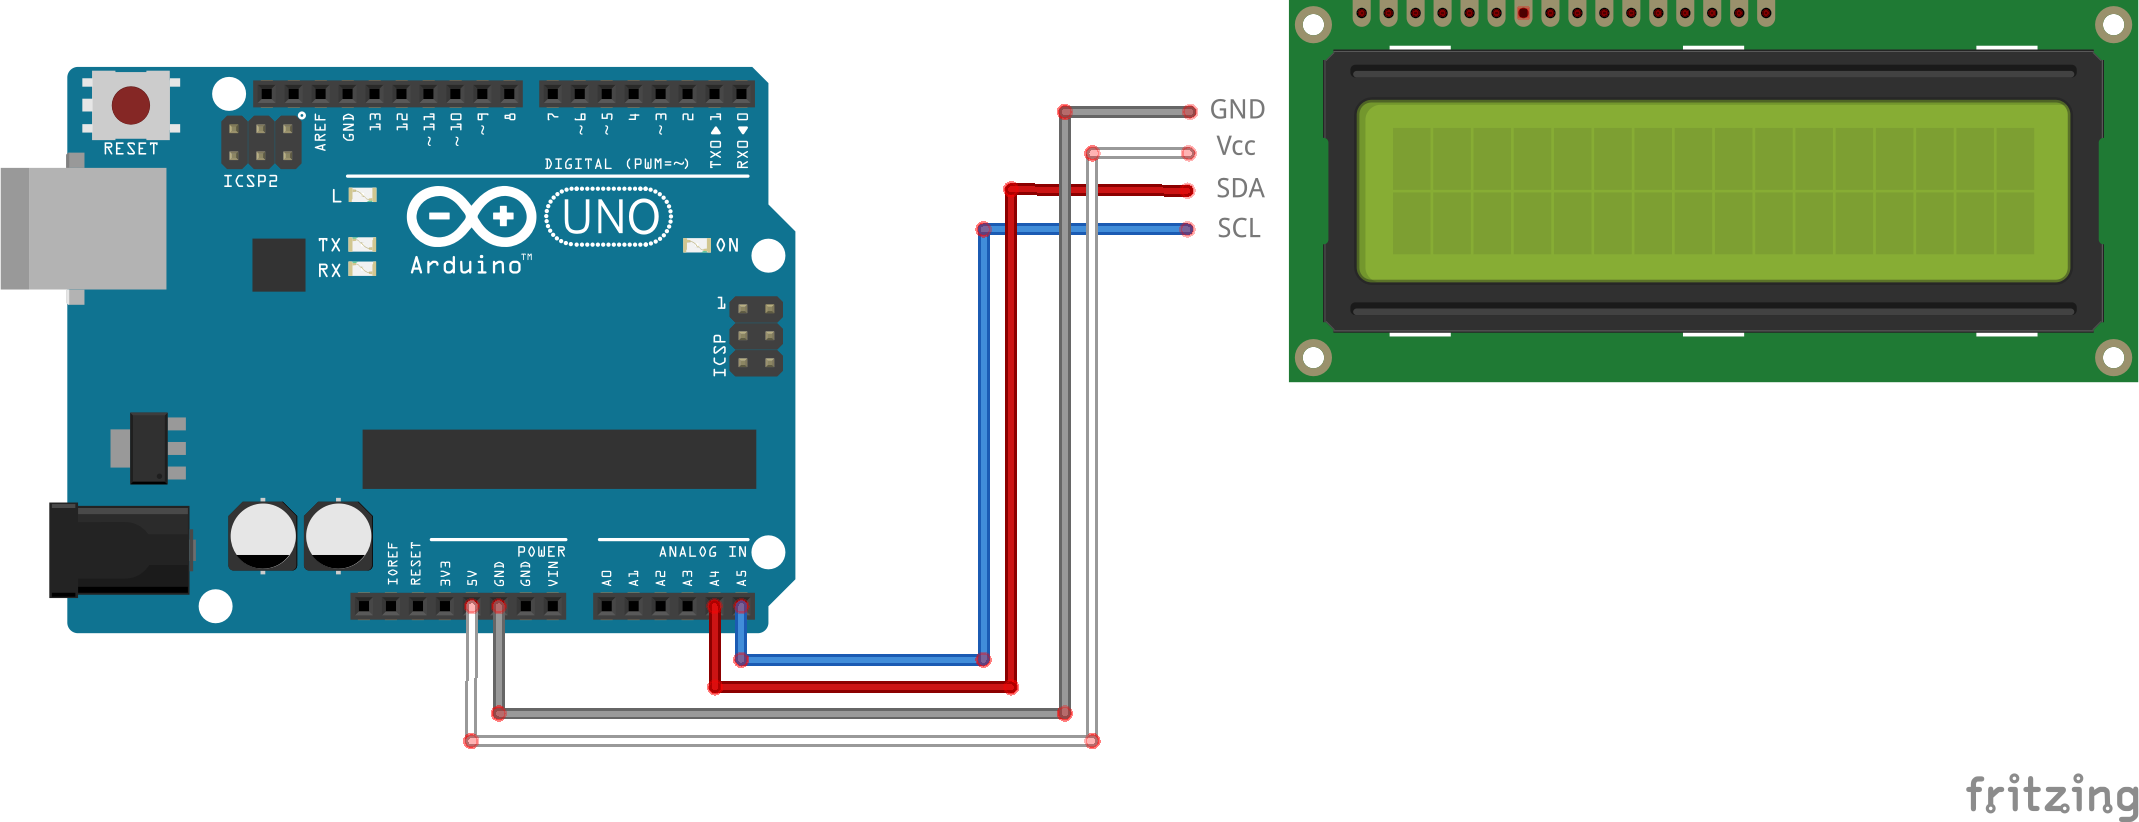 RESET
ICSP2
AREF
GND
13
12
~11
~10
~9
8
7
~6
~5
4
~3
2
TX0▶1
RX0◀0
DIGITAL (PWM=~)
L
TX
RX
UNO
Arduino™
ON
1
ICSP
IOREF
RESET
3V3
5V
GND
GND
VIN
POWER
ANALOG IN
A0
A1
A2
A3
A4
A5
GND
Vcc
SDA
SCL
fritzing